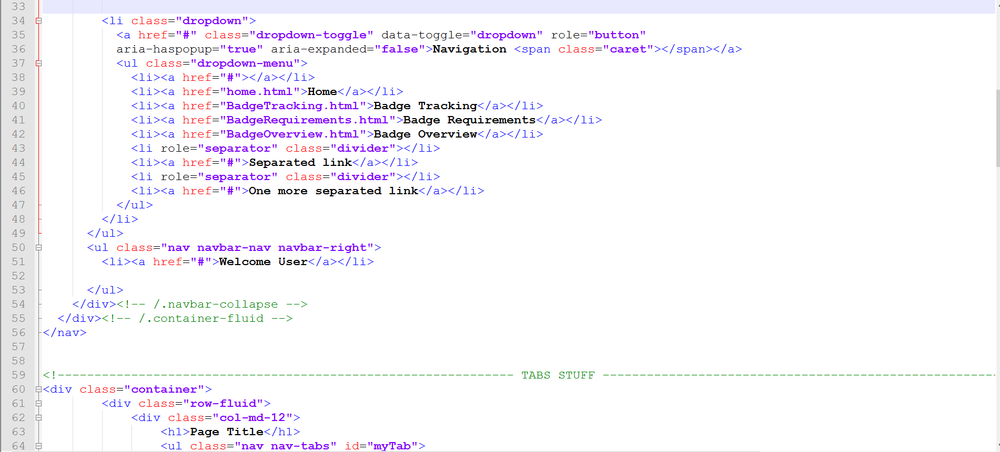 33
34 <li class="dropdown">
35 <a href="#" class="dropdown-toggle" data-toggle="dropdown" role="button"
36 aria-haspopup="true" aria-expanded="false">Navigation <span class="caret"></span></a>
37 <ul class="dropdown-menu">
38 <li><a href="#"></a></li>
39 <li><a href="home.html">Home</a></li>
40 <li><a href="BadgeTracking.html">Badge Tracking</a></li>
41 <li><a href="BadgeRequirements.html">Badge Requirements</a></li>
42 <li><a href="BadgeOverview.html">Badge Overview</a></li>
43 <li role="separator" class="divider"></li>
44 <li><a href="#">Separated link</a></li>
45 <li role="separator" class="divider"></li>
46 <li><a href="#">One more separated link</a></li>
47 </ul>
48 </li>
49 </ul>
50 <ul class="nav navbar-nav navbar-right">
51 <li><a href="#">Welcome User</a></li>
52
53 </ul>
54 </div><!-- /.navbar-collapse -->
55 </div><!-- /.container-fluid -->
56 </nav>
57
58
59 <!-------------------------------------------------------------- TABS STUFF ------------------------------------------------------
60 <div class="container">
61 <div class="row-fluid">
62 <div class="col-md-12">
63 <h1>Page Title</h1>
64 <ul class="nav nav-tabs" id="myTab">